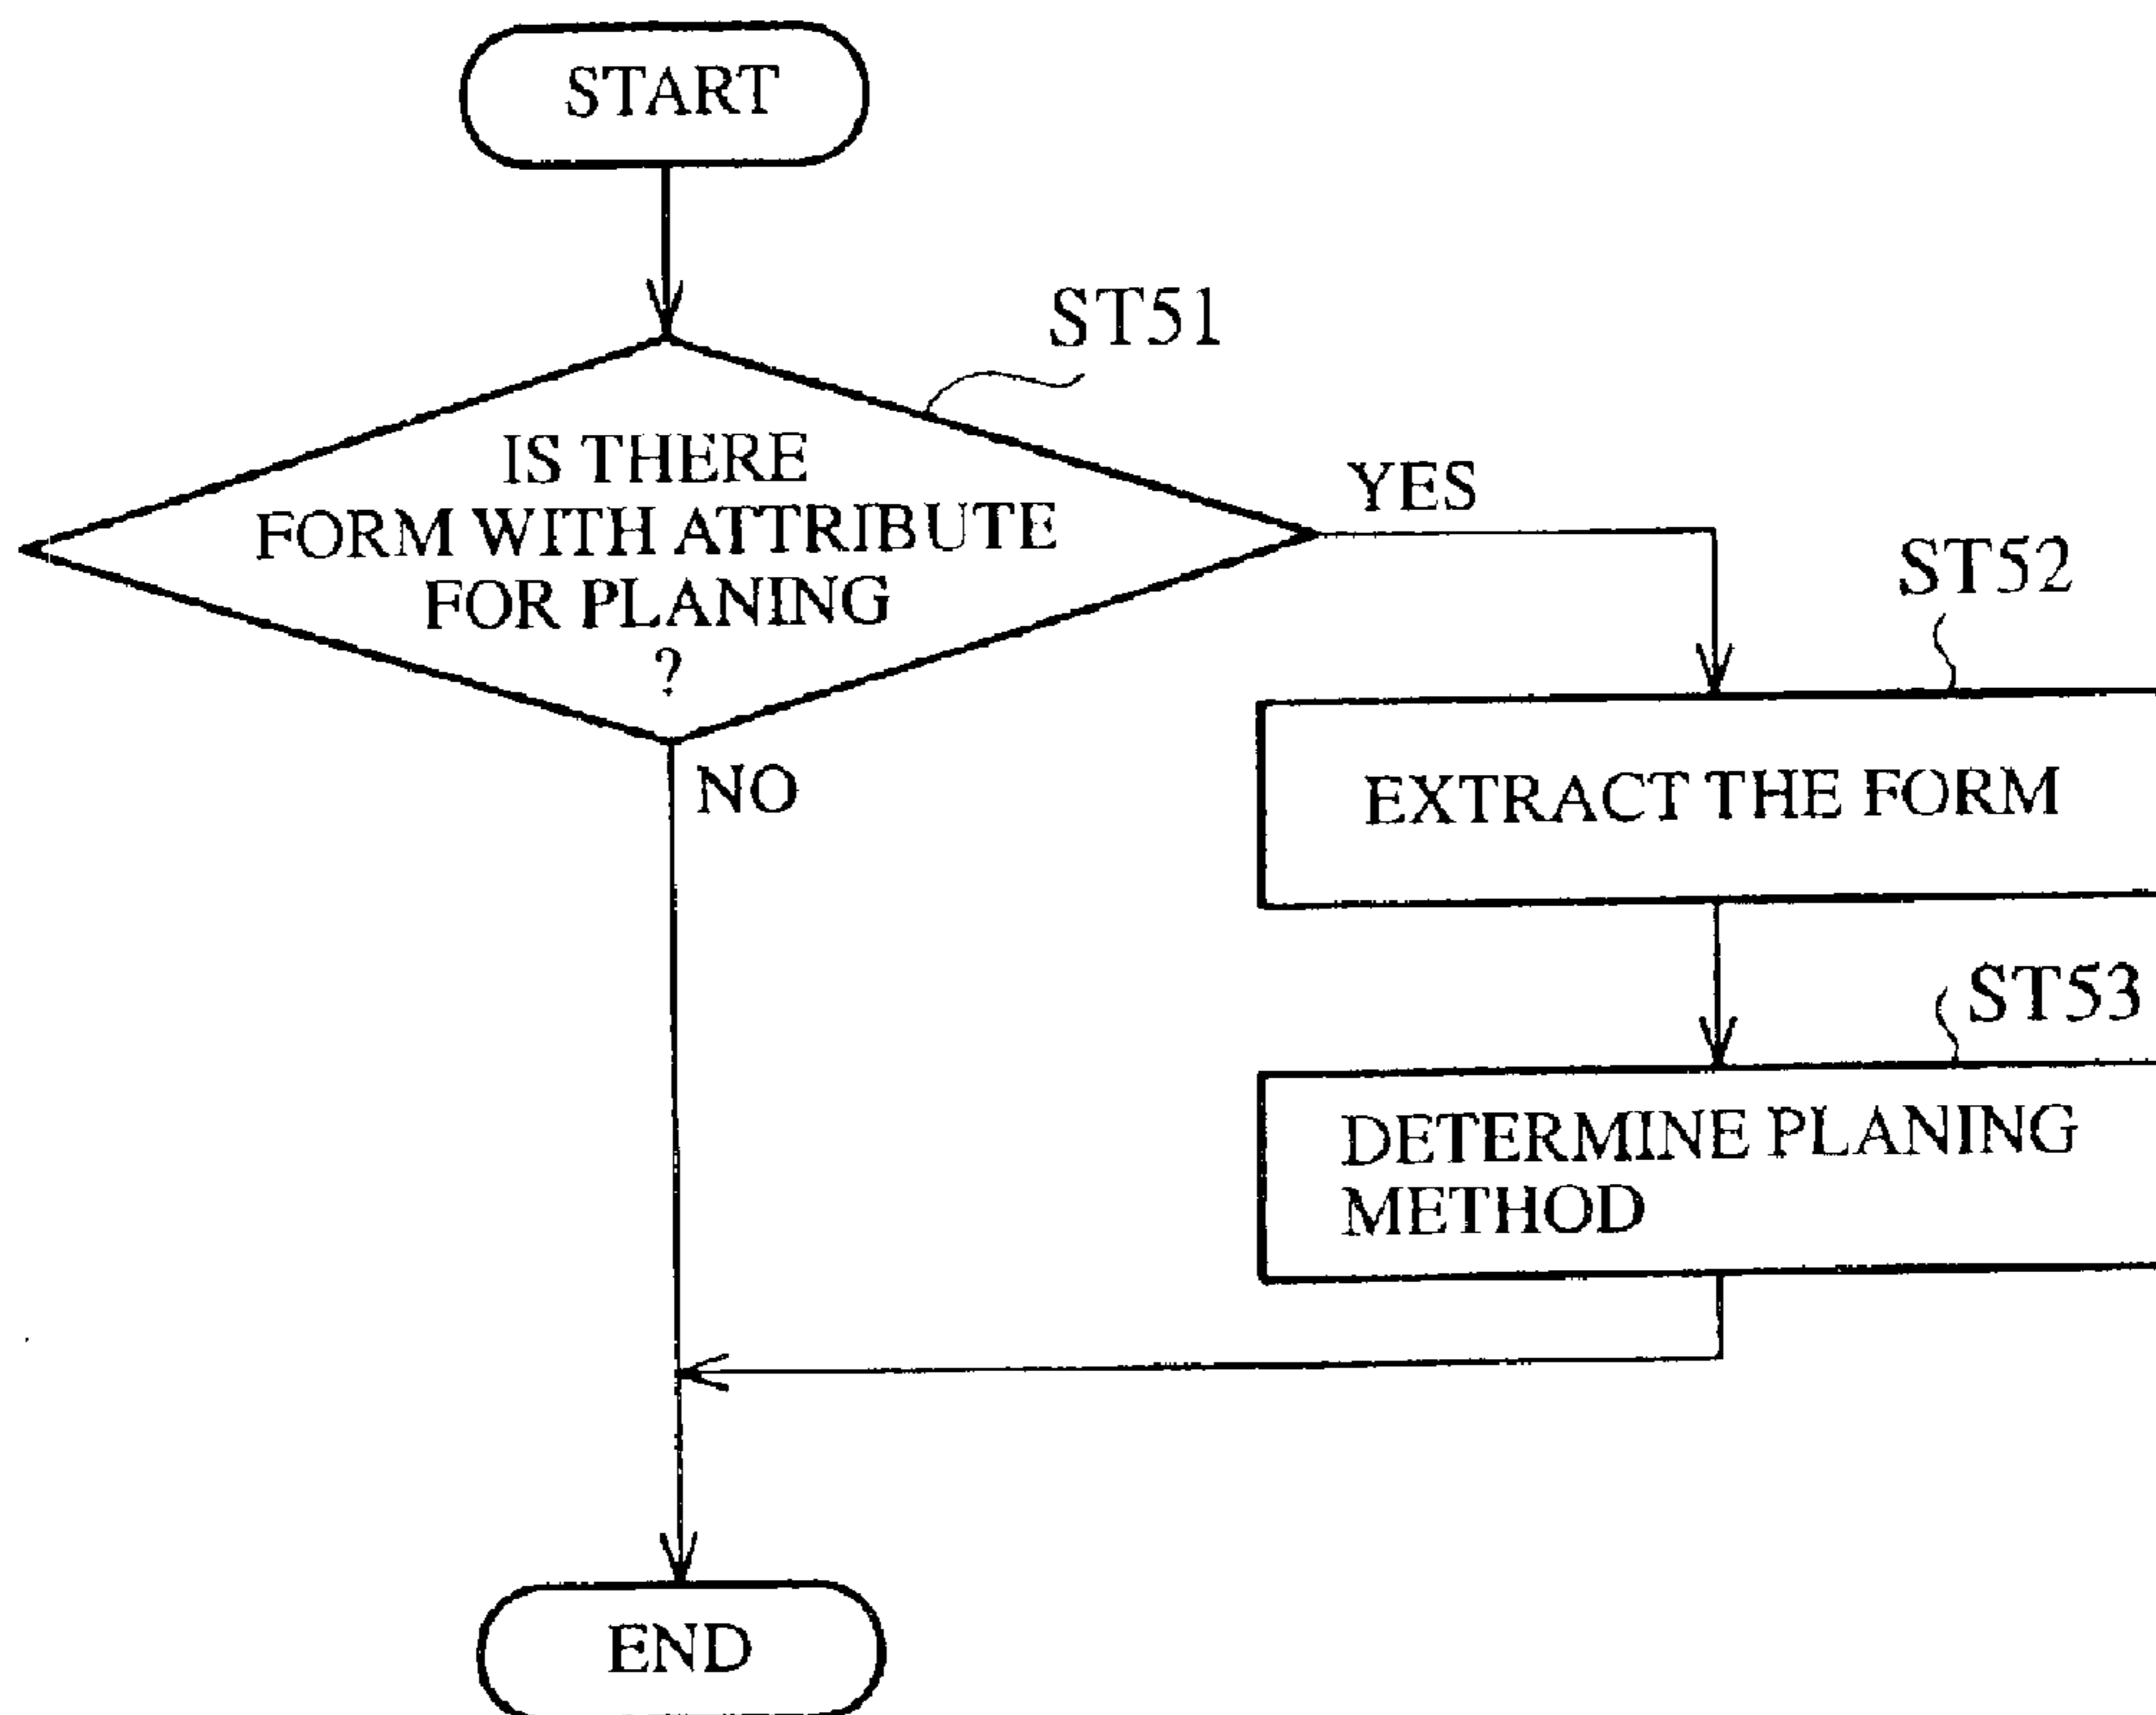 START
ST51
IS THERE
FORM WITH ATTRIBUTE
FOR PLANING
?
YES
NO
ST52
EXTRACT THE FORM
ST53
DETERMINE PLANING
METHOD
END